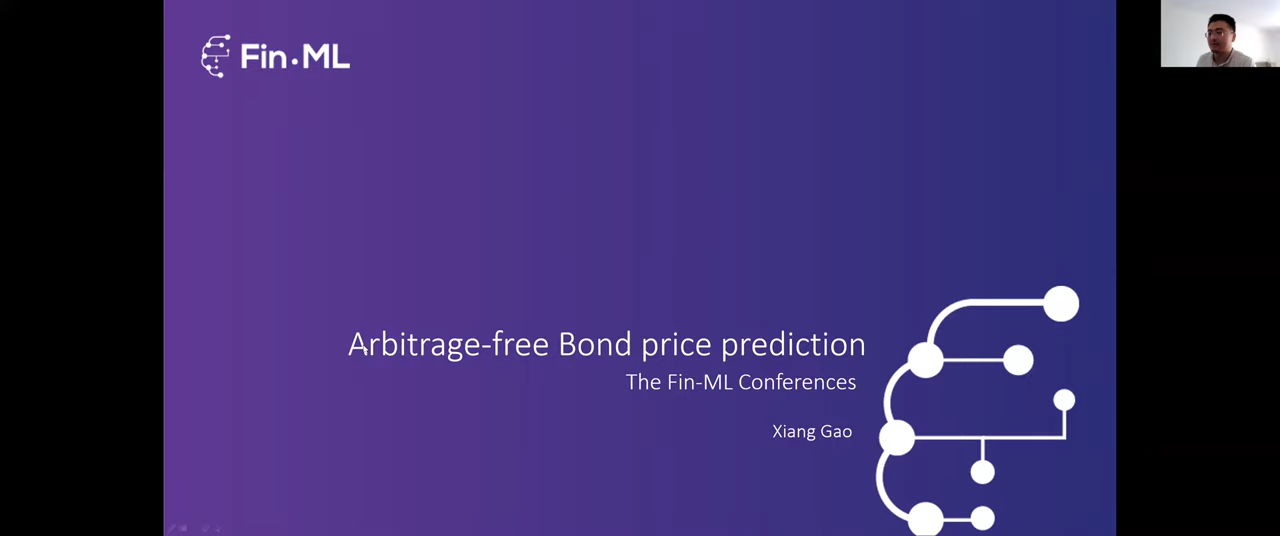 Fin·ML
Arbitrage-free Bond price prediction
The Fin-ML Conferences
Xiang Gao